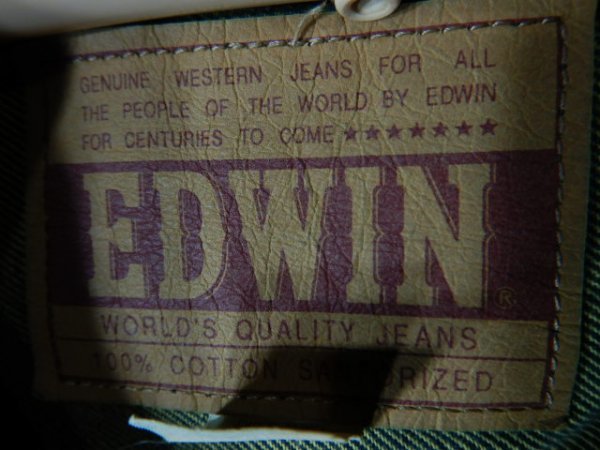 GENUINE WESTERN JEANS FOR ALL
THE PEOPLE OF THE WORLD BY EDWIN
FOR CENTURIES TO COME ★★★★★★★
EDWIN®
WORLD'S QUALITY JEANS
100% COTTON SANFORIZED